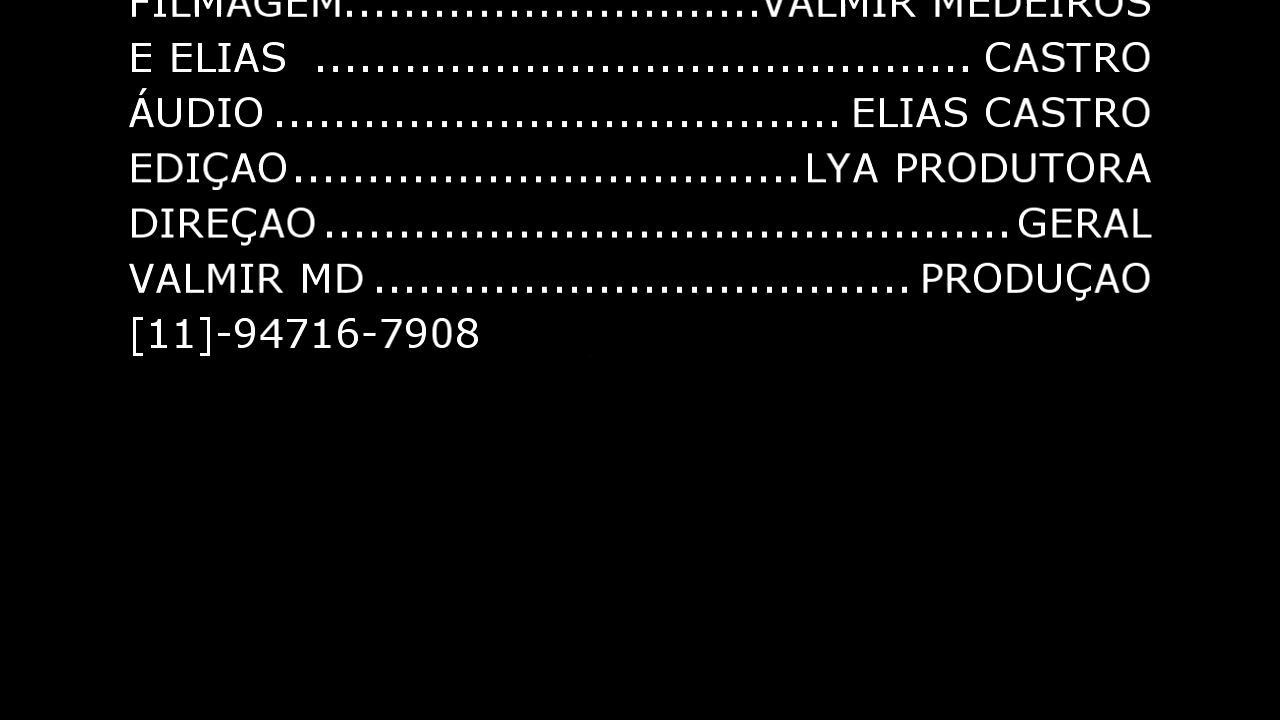 FILMAGEM............................VALMIR MEDEIROS
E ELIAS ............................................ CASTRO
ÁUDIO ...................................... ELIAS CASTRO
EDIÇAO..................................LYA PRODUTORA
DIREÇAO ..............................................GERAL
VALMIR MD .................................... PRODUÇAO
[11]-94716-7908